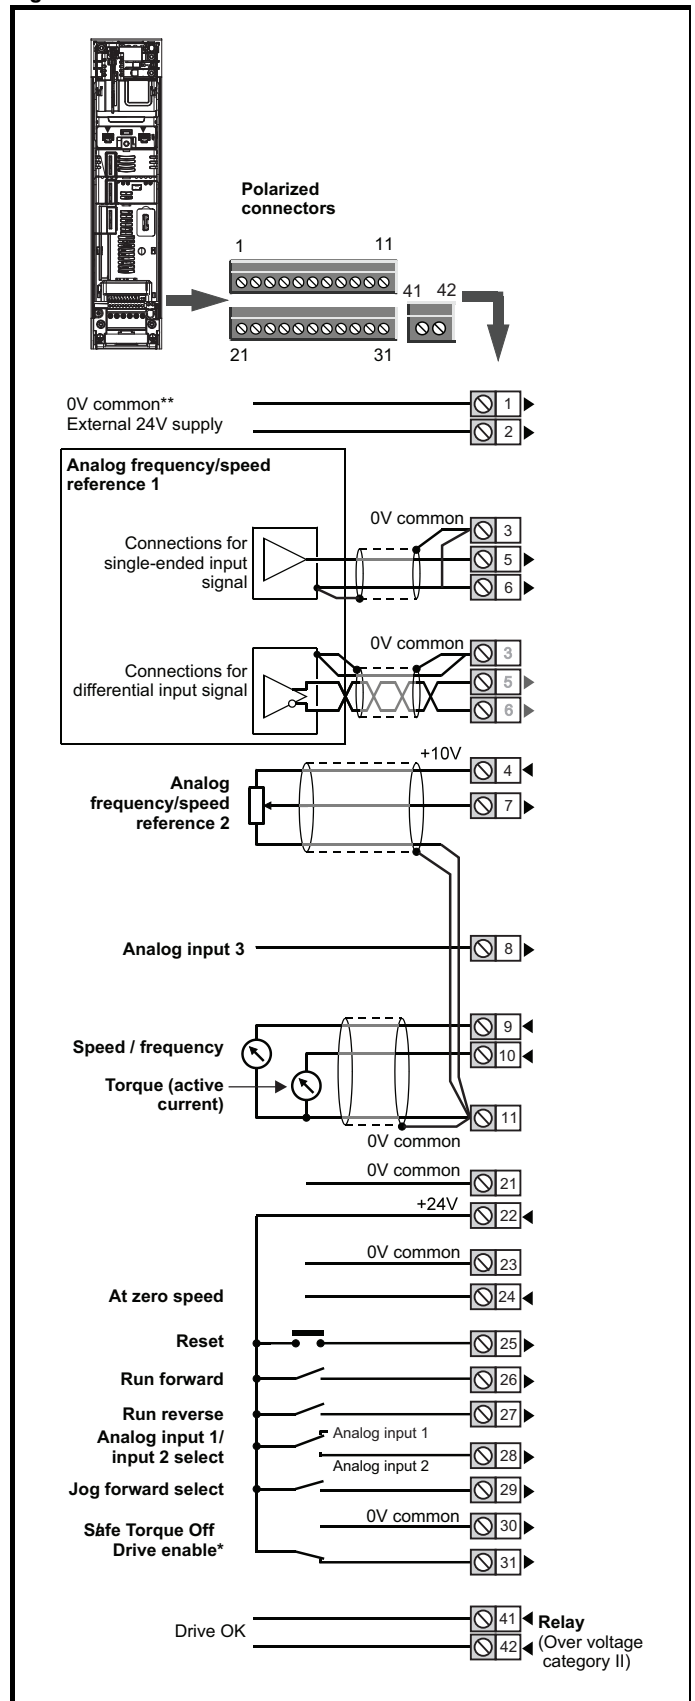 Polarized
connectors
1 11
41 42
21 31
0V common** 1
External 24V supply 2
Analog frequency/speed
reference 1
0V common 3
Connections for
single-ended input
signal
5
6
0V common 3
Connections for
differential input signal
5
6
+10V 4
Analog
frequency/speed
reference 2
7
Analog input 3 8
9
Speed / frequency
10
Torque (active
current)
11
0V common
0V common 21
+24V 22
0V common 23
At zero speed 24
Reset 25
Run forward 26
Run reverse 27
Analog input 1/
input 2 select
Analog input 1
28
Analog input 2
Jog forward select 29
0V common 30
Safe Torque Off
Drive enable* 31
Drive OK
41
42
Relay
(Over voltage
category II)